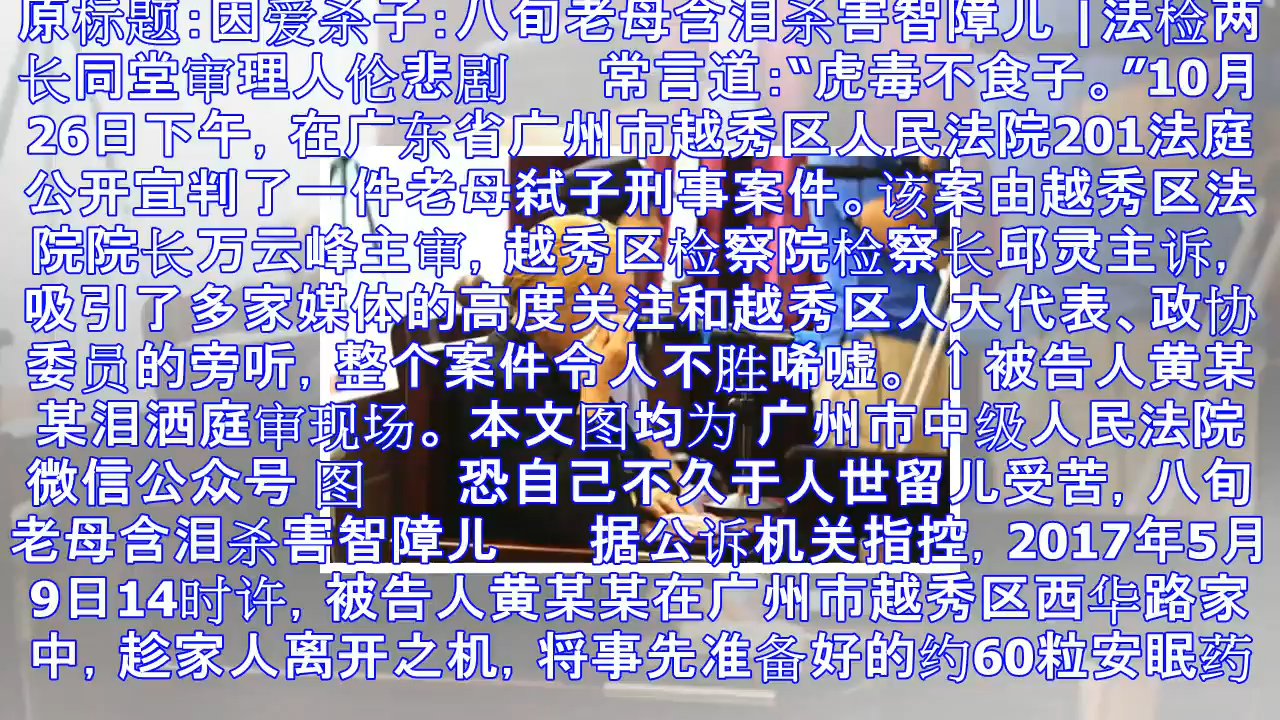 原标题:因爱杀子:八旬老母含泪杀害智障儿 |法检两
长同堂审理人伦悲剧　　常言道:“虎毒不食子。”10月
26日下午, 在广东省广州市越秀区人民法院201法庭
公开宣判了一件老母弑子刑事案件。该案由越秀区法
院院长万云峰主审, 越秀区检察院检察长邱灵主诉,
吸引了多家媒体的高度关注和越秀区人大代表、政协
委员的旁听, 整个案件令人不胜唏嘘。↑被告人黄某
某泪洒庭审现场。本文图均为 广州市中级人民法院
微信公众号 图　　恐自己不久于人世留儿受苦, 八旬
老母含泪杀害智障儿　　据公诉机关指控, 2017年5月
9日14时许, 被告人黄某某在广州市越秀区西华路家
中, 趁家人离开之机, 将事先准备好的约60粒安眠药